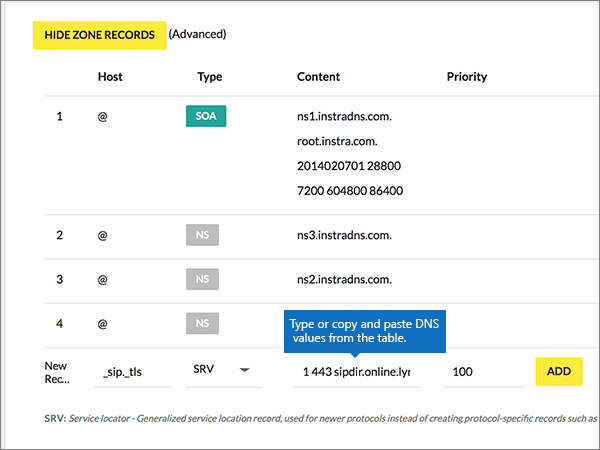 HIDE ZONE RECORDS (Advanced)
Host Type Content Priority
1 @ SOA ns1.instradns.com.
root.instra.com.
2014020701 28800
7200 604800 86400
2 @ NS ns3.instradns.com.
3 @ NS ns2.instradns.com.
4 @ NS
Type or copy and paste DNS
values from the table.
New
Rec... _sip._tls SRV 1 443 sipdir.online.lyn 100 ADD
SRV: Service locator - Generalized service location record, used for newer protocols instead of creating protocol-specific records such as